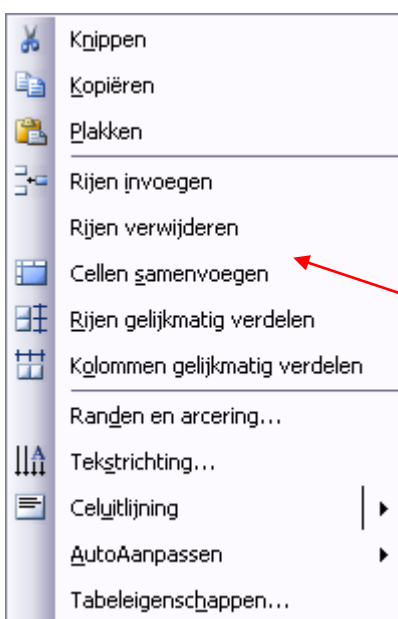 Knippen
Kopiëren
Plakken
Rijen invoegen
Rijen verwijderen
Cellen samenvoegen
Rijen gelijkmatig verdelen
Kolommen gelijkmatig verdelen
Randen en arcering...
Tekstrichting...
Celuitlijning
AutoAanpassen
Tabeleigenschappen...